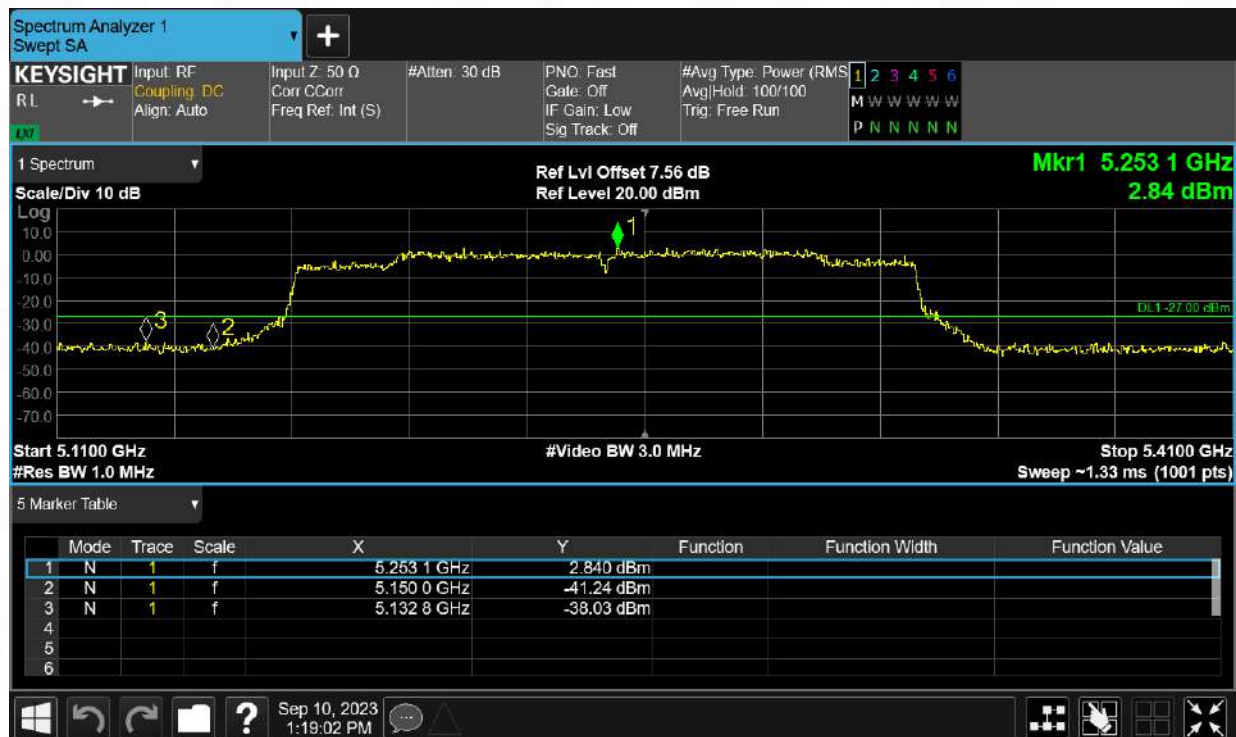 Spectrum Analyzer 1
Swept SA
+
KEYSIGHT Input: RF Input Z: 50 Ω #Atten: 30 dB PNO: Fast #Avg Type: Power (RMS 1 2 3 4 5 6
RL Coupling: DC Corr CCorr Gate: Off Avg|Hold: 100/100 M W W W W W
Align: Auto Freq Ref: Int (S) IF Gain: Low Trig: Free Run
LXI Sig Track: Off P N N N N N
1 Spectrum Ref Lvl Offset 7.56 dB Mkr1 5.253 1 GHz
Scale/Div 10 dB Ref Level 20.00 dBm 2.84 dBm
Log
10.0
0.00
-10.0
-20.0
-30.0
-40.0
-50.0
-60.0
-70.0
1
3
2
DL1 -27.00 dBm
Start 5.1100 GHz #Video BW 3.0 MHz Stop 5.4100 GHz
#Res BW 1.0 MHz Sweep ~1.33 ms (1001 pts)
5 Marker Table
Mode Trace Scale X Y Function Function Width Function Value
1 N 1 f 5.253 1 GHz 2.840 dBm
2 N 1 f 5.150 0 GHz -41.24 dBm
3 N 1 f 5.132 8 GHz -38.03 dBm
4
5
6
? Sep 10, 2023
1:19:02 PM